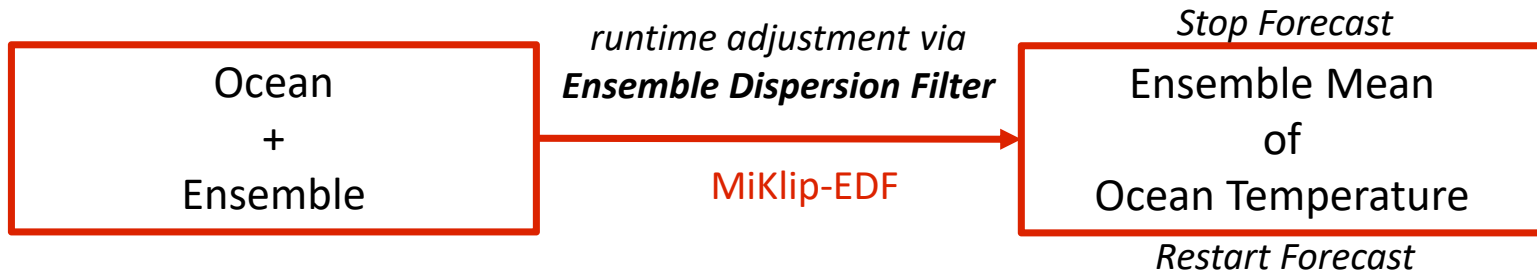 Ocean
+
Ensemble
runtime adjustment via
Ensemble Dispersion Filter
MiKlip-EDF
Stop Forecast
Ensemble Mean
of
Ocean Temperature
Restart Forecast